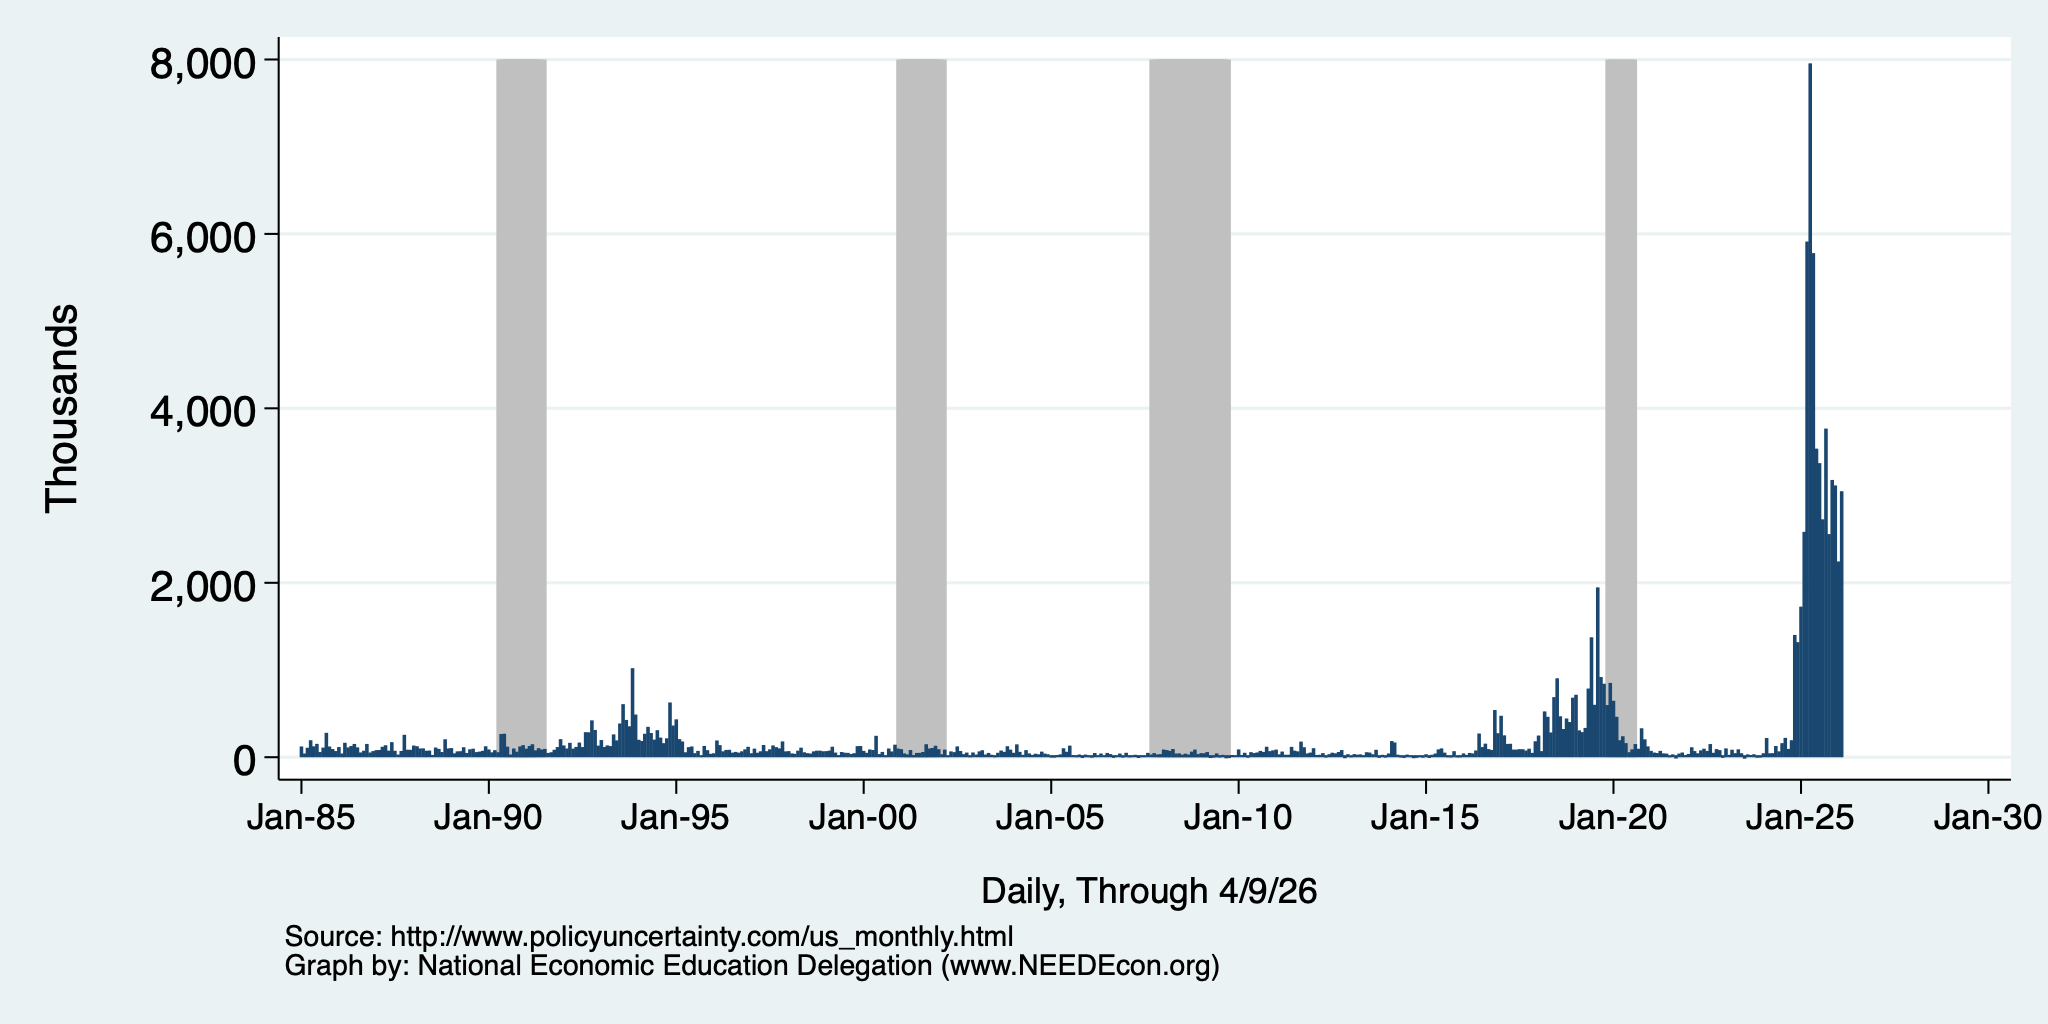 8,000
6,000
4,000
2,000
0
Thousands
Jan-85 Jan-90 Jan-95 Jan-00 Jan-05 Jan-10 Jan-15 Jan-20 Jan-25 Jan-30
Daily, Through 4/9/26
Source: http://www.policyuncertainty.com/us_monthly.html
Graph by: National Economic Education Delegation (www.NEEDEcon.org)